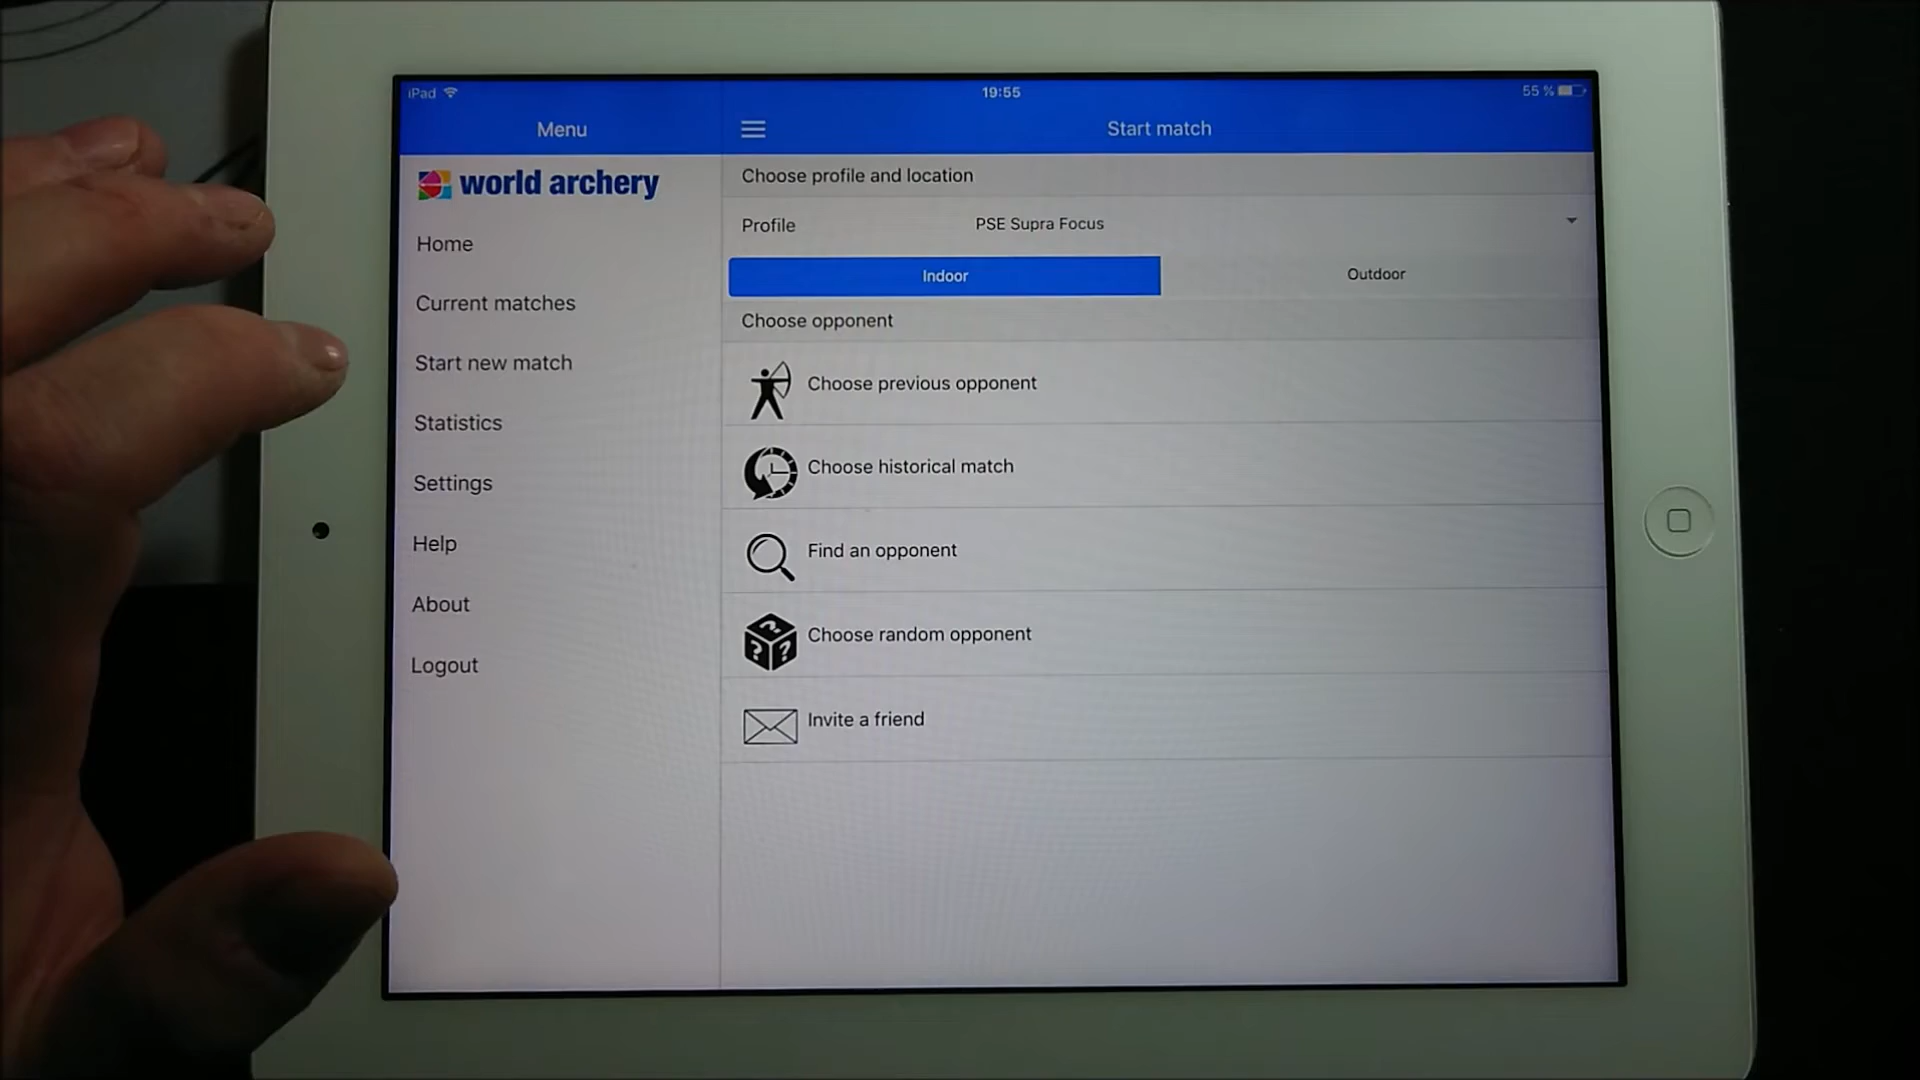 iPad 19:55 55 %
Menu
Start match
world archery
Home
Current matches
Start new match
Statistics
Settings
Help
About
Logout
Choose profile and location
Profile PSE Supra Focus
Indoor Outdoor
Choose opponent
Choose previous opponent
Choose historical match
Find an opponent
? ? ? Choose random opponent
Invite a friend